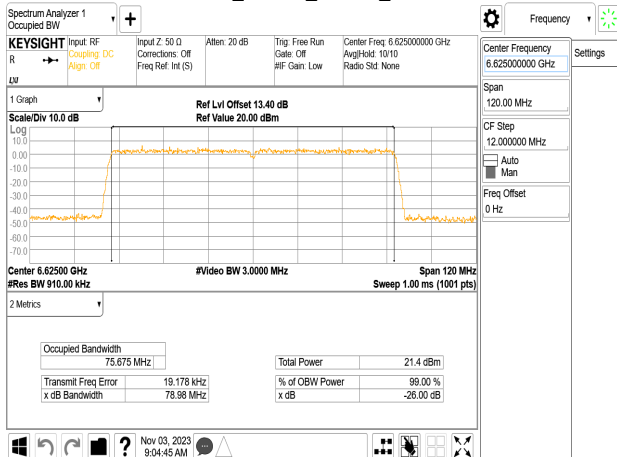 Spectrum Analyzer 1
Occupied BW
Frequency
KEYSIGHT
R
LXI
Input: RF
Coupling: DC
Align: Off
Input Z: 50 Ω
Corrections: Off
Freq Ref: Int (S)
Atten: 20 dB
Trig: Free Run
Gate: Off
#IF Gain: Low
Center Freq: 6.625000000 GHz
Avg|Hold: 10/10
Radio Std: None
Center Frequency
6.625000000 GHz
Settings
Span
120.00 MHz
CF Step
12.000000 MHz
Auto
Man
Freq Offset
0 Hz
1 Graph
Scale/Div 10.0 dB
Ref Lvl Offset 13.40 dB
Ref Value 20.00 dBm
Log
10.0
0.00
-10.0
-20.0
-30.0
-40.0
-50.0
-60.0
-70.0
Center 6.62500 GHz
#Video BW 3.0000 MHz
Span 120 MHz
#Res BW 910.00 kHz
Sweep 1.00 ms (1001 pts)
2 Metrics
Occupied Bandwidth
75.675 MHz
Total Power 21.4 dBm
Transmit Freq Error 19.178 kHz
% of OBW Power 99.00 %
x dB Bandwidth 78.98 MHz
x dB -26.00 dB
?
Nov 03, 2023
9:04:45 AM